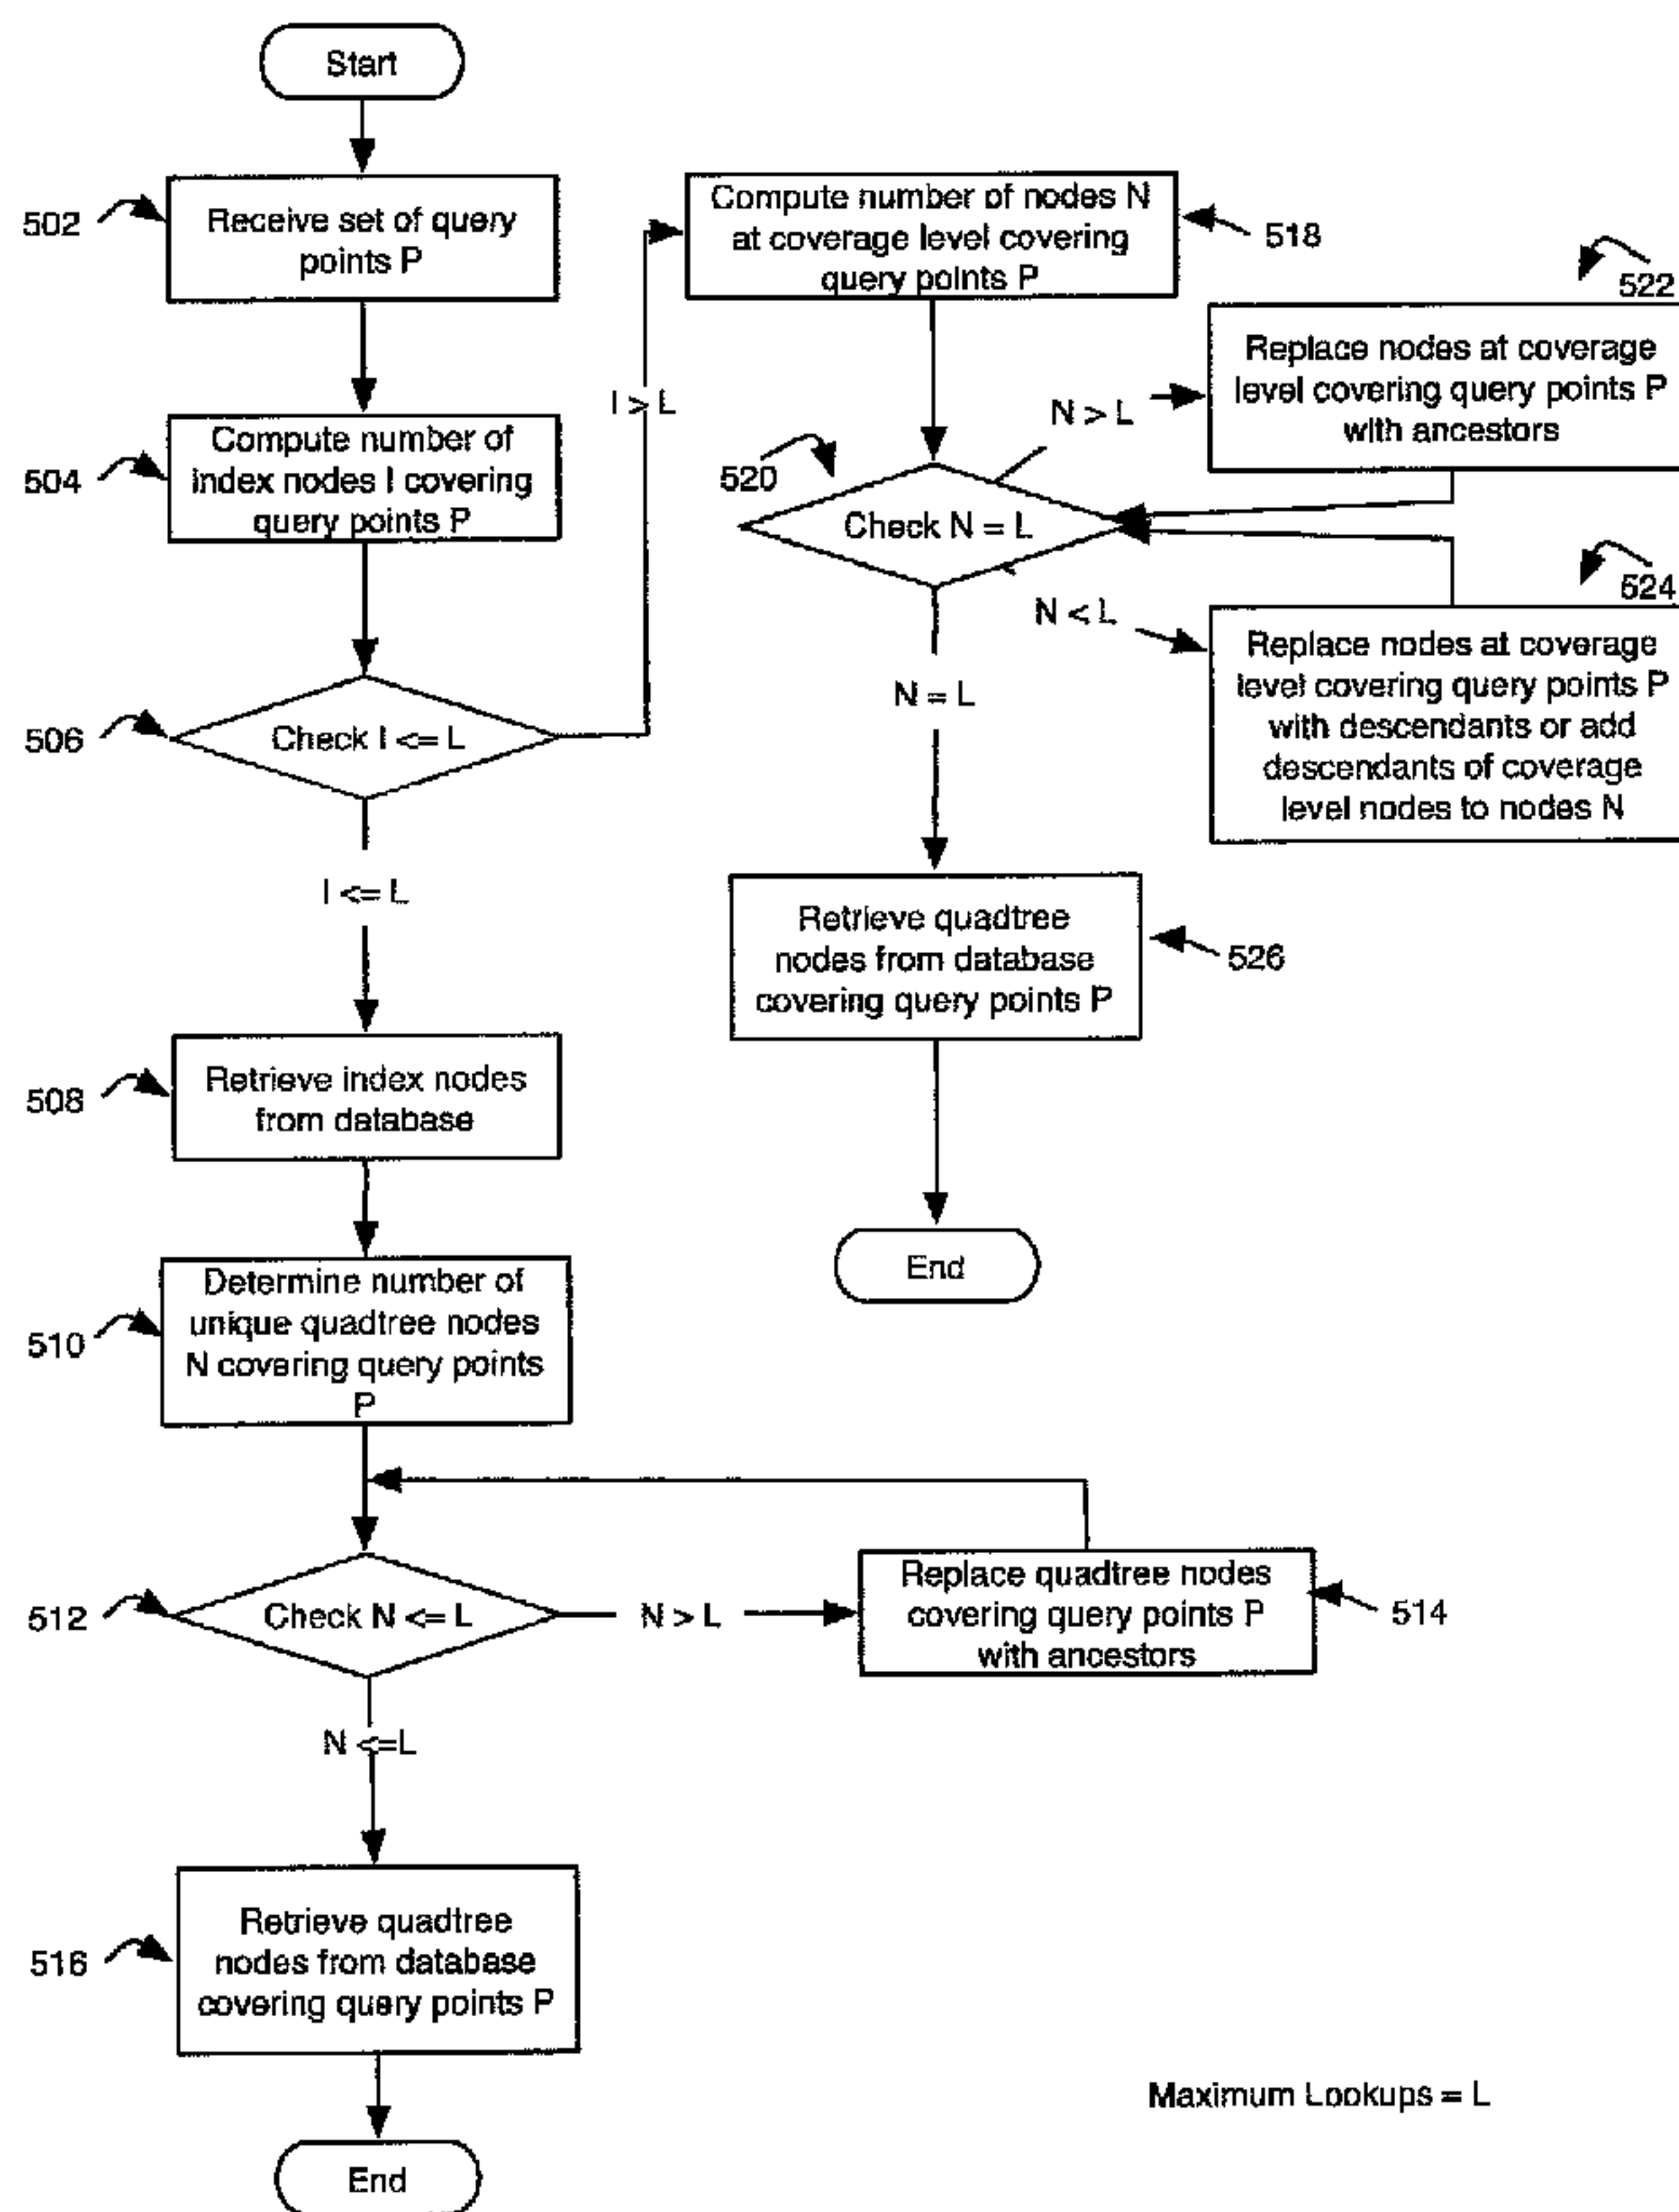 Start
502
Receive set of query
points P
504
Compute number of
index nodes I covering
query points P
506
Check I <= L
I > L
I <= L
508
Retrieve index nodes
from database
510
Determine number of
unique quadtree nodes
N covering query points
P
512
Check N <= L
N > L
Replace quadtree nodes
covering query points P
with ancestors
514
N <=L
516
Retrieve quadtree
nodes from database
covering query points P
End
Compute number of nodes N
at coverage level covering
query points P
518
520
Check N = L
N > L
522
Replace nodes at coverage
level covering query points P
with ancestors
N < L
524
Replace nodes at coverage
level covering query points P
with descendants or add
descendants of coverage
level nodes to nodes N
N = L
Retrieve quadtree
nodes from database
covering query points P
526
End
Maximum Lookups = L